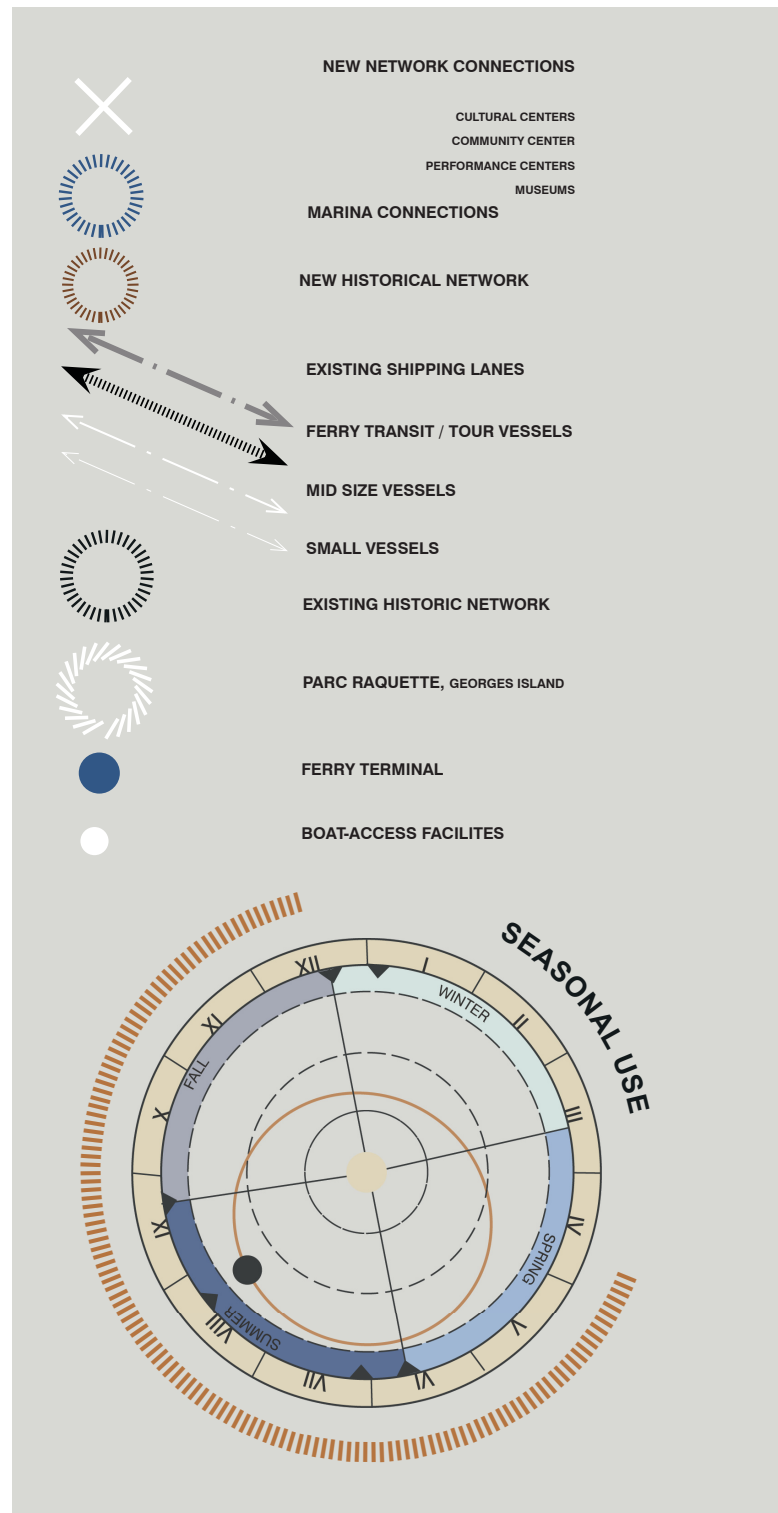 NEW NETWORK CONNECTIONS
CULTURAL CENTERS
COMMUNITY CENTER
PERFORMANCE CENTERS
MUSEUMS
MARINA CONNECTIONS
NEW HISTORICAL NETWORK
EXISTING SHIPPING LANES
FERRY TRANSIT / TOUR VESSELS
MID SIZE VESSELS
SMALL VESSELS
EXISTING HISTORIC NETWORK
PARC RAQUETTE, GEORGES ISLAND
FERRY TERMINAL
BOAT-ACCESS FACILITES
SEASONAL USE
XII
I
II
III
IV
V
VI
VII
VIII
XI
X
XI
WINTER
SPRING
SUMMER
FALL